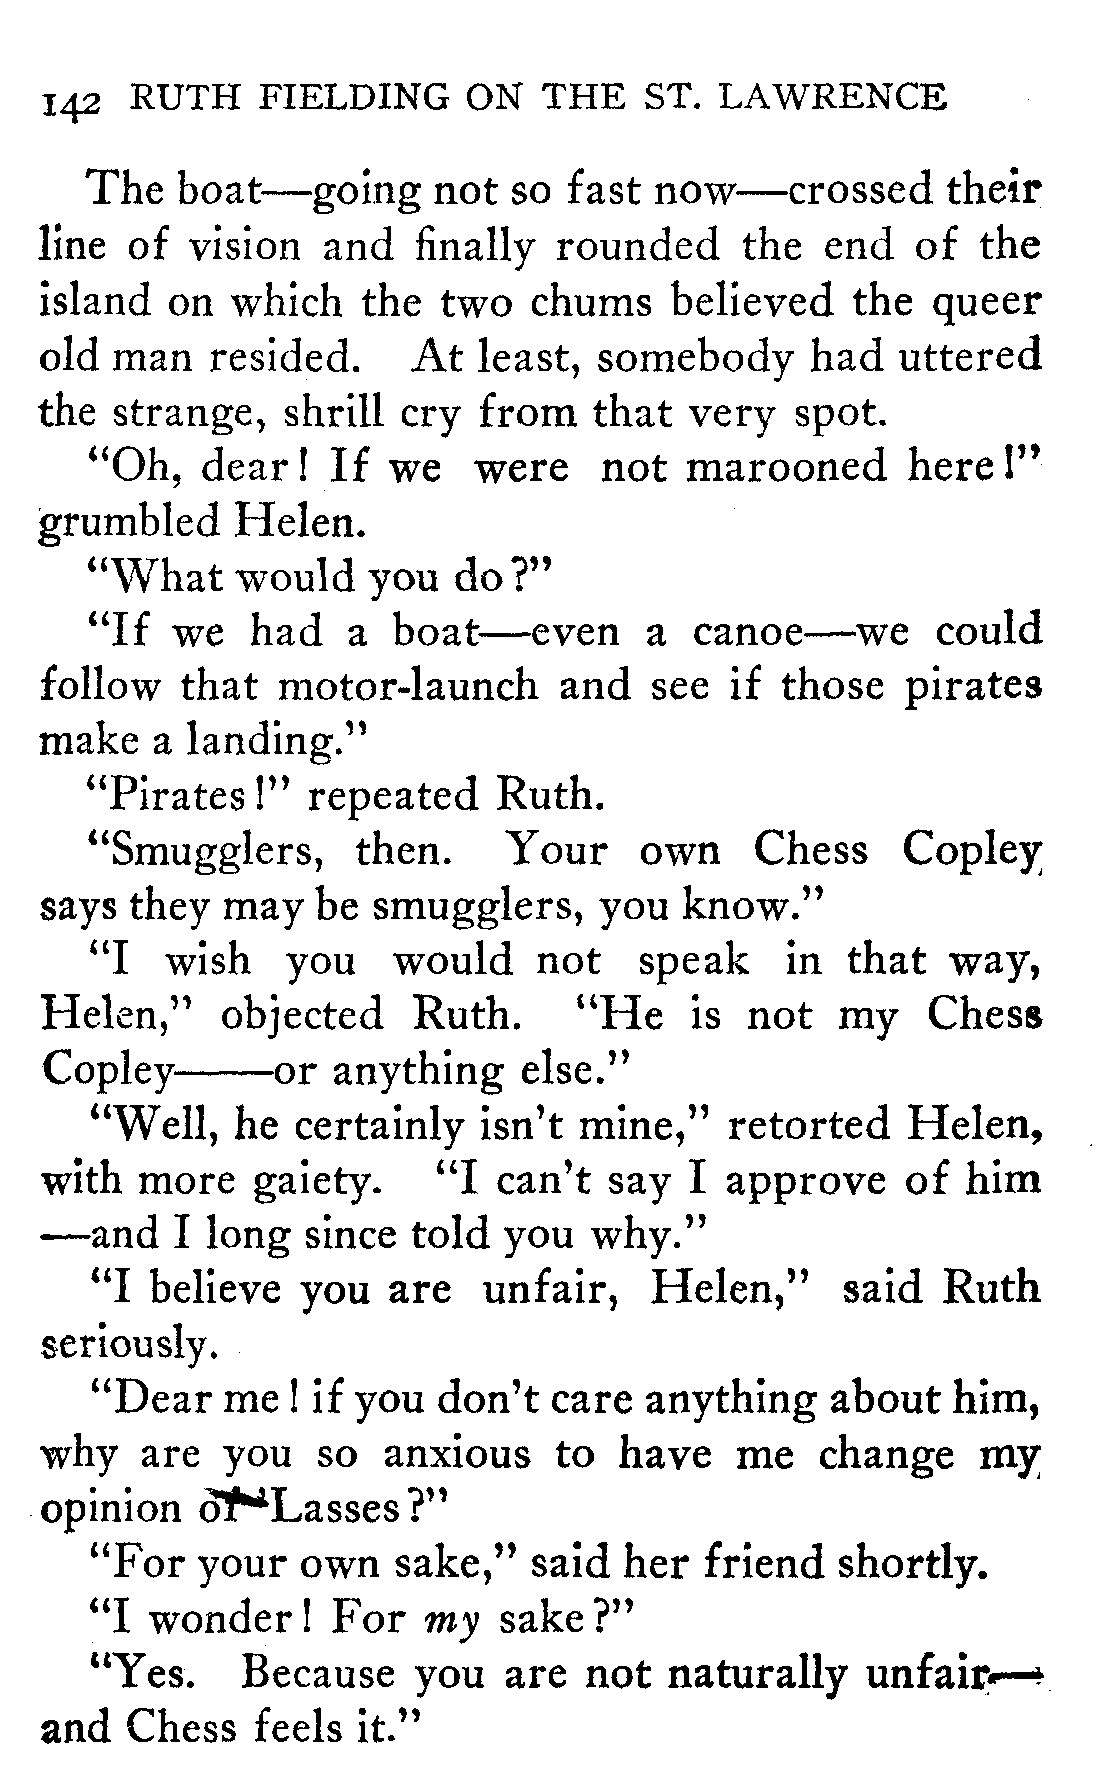 142 RUTH FIELDING ON THE ST. LAWRENCE
The boat—going not so fast now—crossed their
line of vision and finally rounded the end of the
island on which the two chums believed the queer
old man resided. At least, somebody had uttered
the strange, shrill cry from that very spot.
"Oh, dear! If we were not marooned here!"
grumbled Helen.
"What would you do?"
"If we had a boat—even a canoe—we could
follow that motor-launch and see if those pirates
make a landing."
"Pirates!" repeated Ruth.
"Smugglers, then. Your own Chess Copley
says they may be smugglers, you know."
"I wish you would not speak in that way,
Helen," objected Ruth. "He is not my Chess
Copley——or anything else."
"Well, he certainly isn't mine," retorted Helen,
with more gaiety. "I can't say I approve of him
—and I long since told you why."
"I believe you are unfair, Helen," said Ruth
seriously.
"Dear me! if you don't care anything about him,
why are you so anxious to have me change my
opinion of 'Lasses?"
"For your own sake," said her friend shortly.
"I wonder! For my sake?"
"Yes. Because you are not naturally unfair—
and Chess feels it."